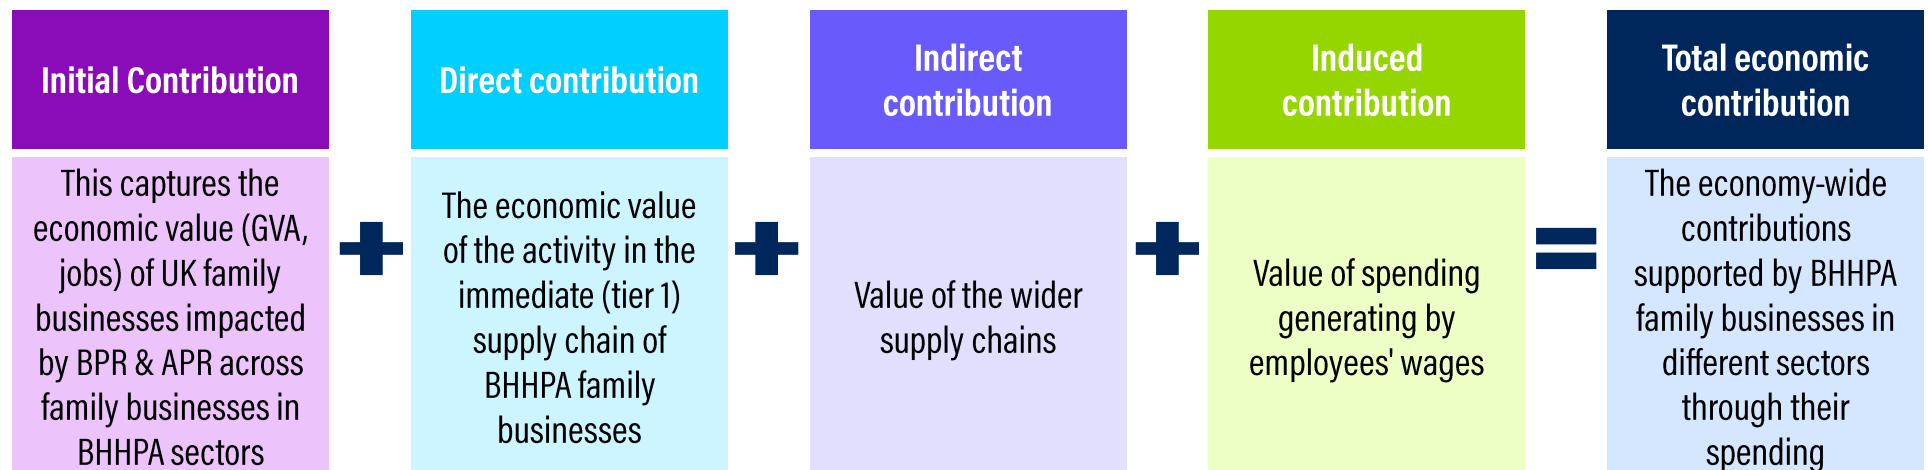 Initial Contribution
This captures the
economic value (GVA,
jobs) of UK family
businesses impacted
by BPR & APR across
family businesses in
BHHPA sectors
Direct contribution
The economic value
of the activity in the
immediate (tier 1)
supply chain of
BHHPA family
businesses
Indirect
contribution
Value of the wider
supply chains
Induced
contribution
Value of spending
generating by
employees' wages
Total economic
contribution
The economy-wide
contributions
supported by BHHPA
family businesses in
different sectors
through their
spending